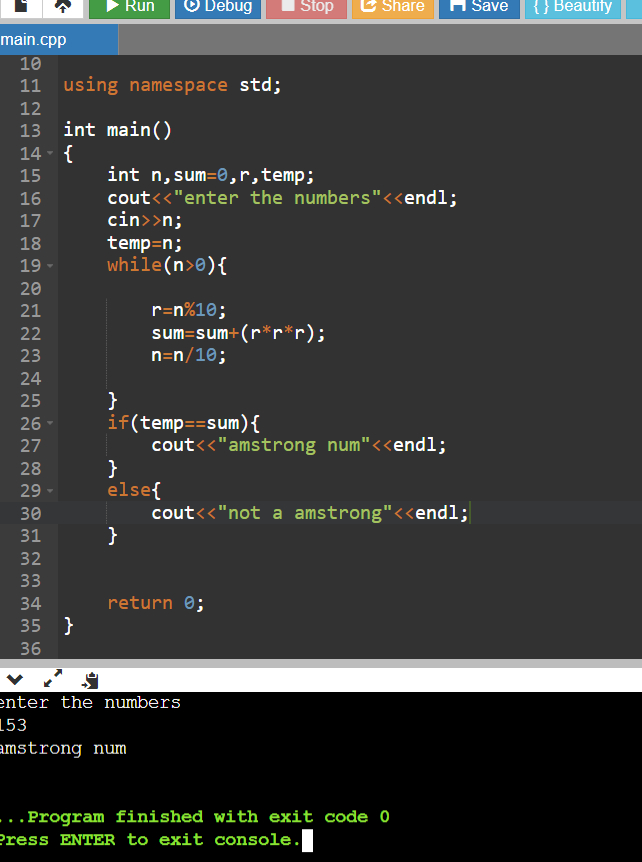 Run Debug Stop Share Save { } Beautify
main.cpp
10
11 using namespace std;
12
13 int main()
14 {
15 int n,sum=0,r,temp;
16 cout<<"enter the numbers"<<endl;
17 cin>>n;
18 temp=n;
19 while(n>0){
20
21 r=n%10;
22 sum=sum+(r*r*r);
23 n=n/10;
24
25 }
26 if(temp==sum){
27 cout<<"amstrong num"<<endl;
28 }
29 else{
30 cout<<"not a amstrong"<<endl;
31 }
32
33
34 return 0;
35 }
36
enter the numbers
153
amstrong num
...Program finished with exit code 0
Press ENTER to exit console.